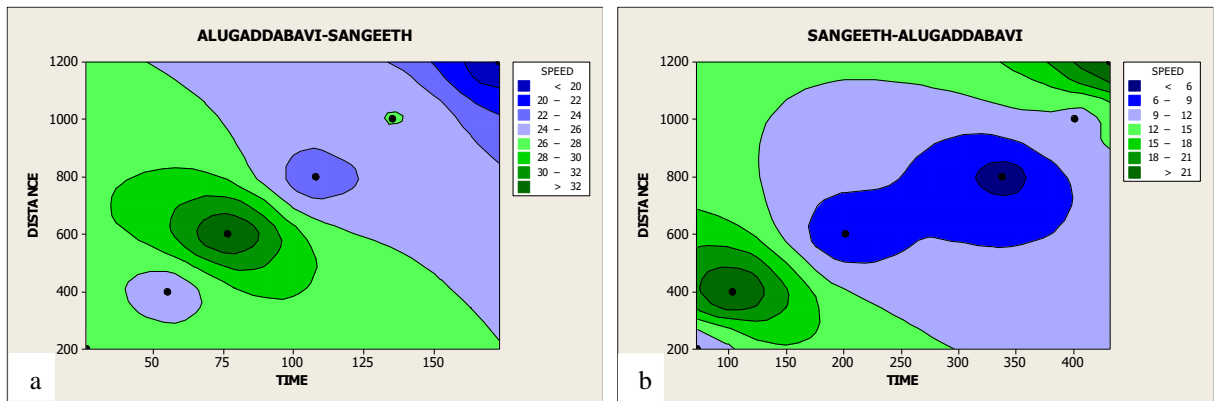 ALUGADDABAVI-SANGEETH
DISTANCE
1200
1000
800
600
400
200
50
75
100
125
150
TIME
SPEED
< 20
20 – 22
22 – 24
24 – 26
26 – 28
28 – 30
30 – 32
> 32
a
SANGEETH-ALUGADDABAVI
DISTANCE
1200
1000
800
600
400
200
100
150
200
250
300
350
400
TIME
SPEED
< 6
6 – 9
9 – 12
12 – 15
15 – 18
18 – 21
> 21
b